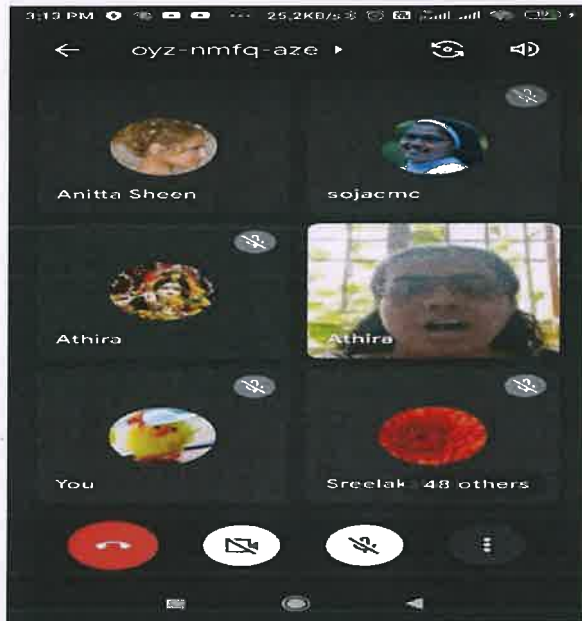 3:13 PM 25.2KB/s
oyz-nmfq-aze
Anitta Sheen
sojacmc
Athira
Athira
You
Sreelak 48 others